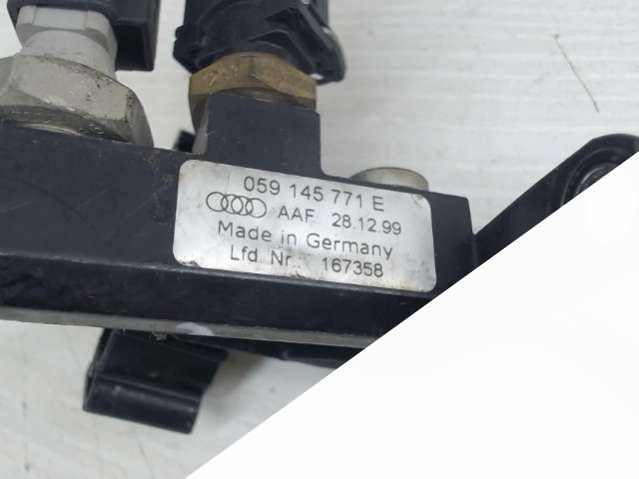 059 145 771 E
AAF 28.12.99
Made in Germany
Lfd. Nr.: 167358